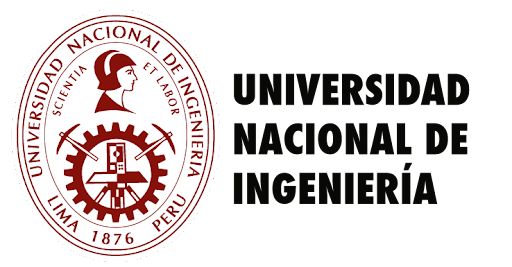 UNIVERSIDAD NACIONAL DE INGENIERIA
SCIENTIA ET LABOR
LIMA 1876 PERU
UNIVERSIDAD
NACIONAL DE
INGENIERÍA